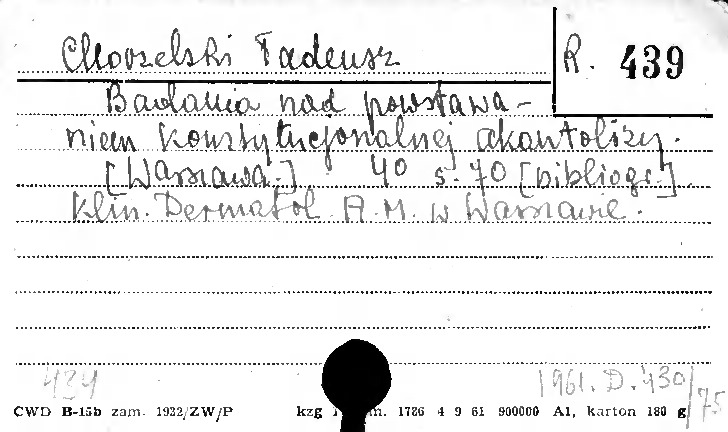 Chorzelski Tadeusz
R. 439
Badania nad powstawa-
niem konstytucjonalnej akantolizy.
[Warszawa.] 4⁰ s. 70 [bibliogr.]
Klin. Dermatol A. M. w Warszawie.
434
1961. D. 430/75
CWD B-15b zam. 1922/ZW/P kzg m. 1786 4 9 61 900000 A1, karton 180 g